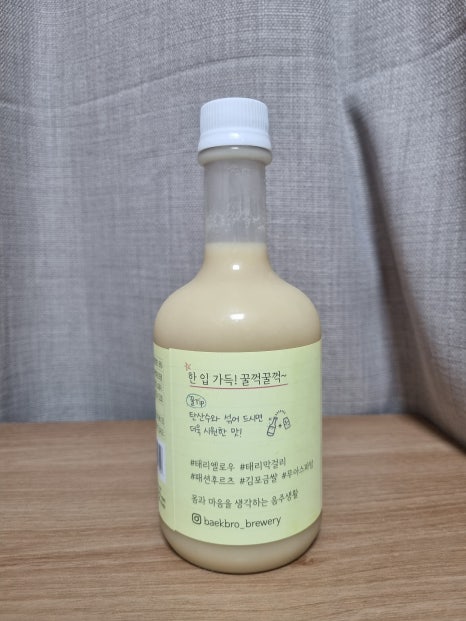 한 입 가득! 꿀꺽꿀꺽~
꿀Tip
탄산수와 섞어 드시면
더욱 시원한 맛!
#태리옐로우 #태리막걸리
#패션후르츠 #김포금쌀 #무아스파탐
몸과 마음을 생각하는 음주생활
baekbro_brewery